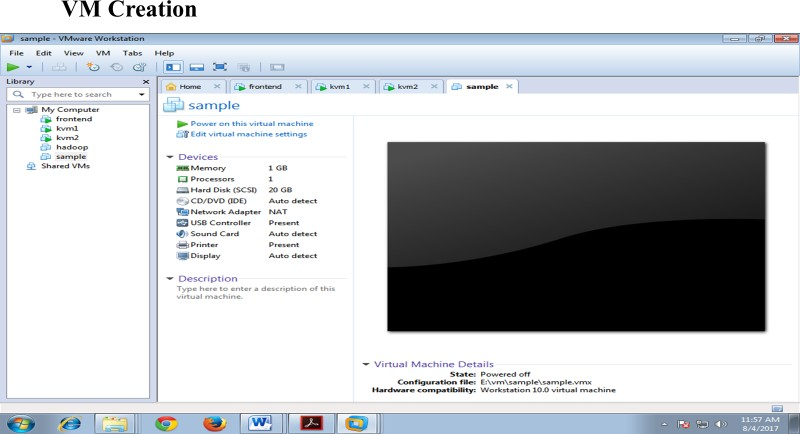 VM Creation
sample - VMware Workstation
File Edit View VM Tabs Help
Library
Type here to search
My Computer
frontend
kvm1
kvm2
hadoop
sample
Shared VMs
Home frontend kvm1 kvm2 sample
sample
Power on this virtual machine
Edit virtual machine settings
Devices
Memory 1 GB
Processors 1
Hard Disk (SCSI) 20 GB
CD/DVD (IDE) Auto detect
Network Adapter NAT
USB Controller Present
Sound Card Auto detect
Printer Present
Display Auto detect
Description
Type here to enter a description of this
virtual machine.
Virtual Machine Details
State: Powered off
Configuration file: E:\vm\sample\sample.vmx
Hardware compatibility: Workstation 10.0 virtual machine
11:57 AM
8/4/2017